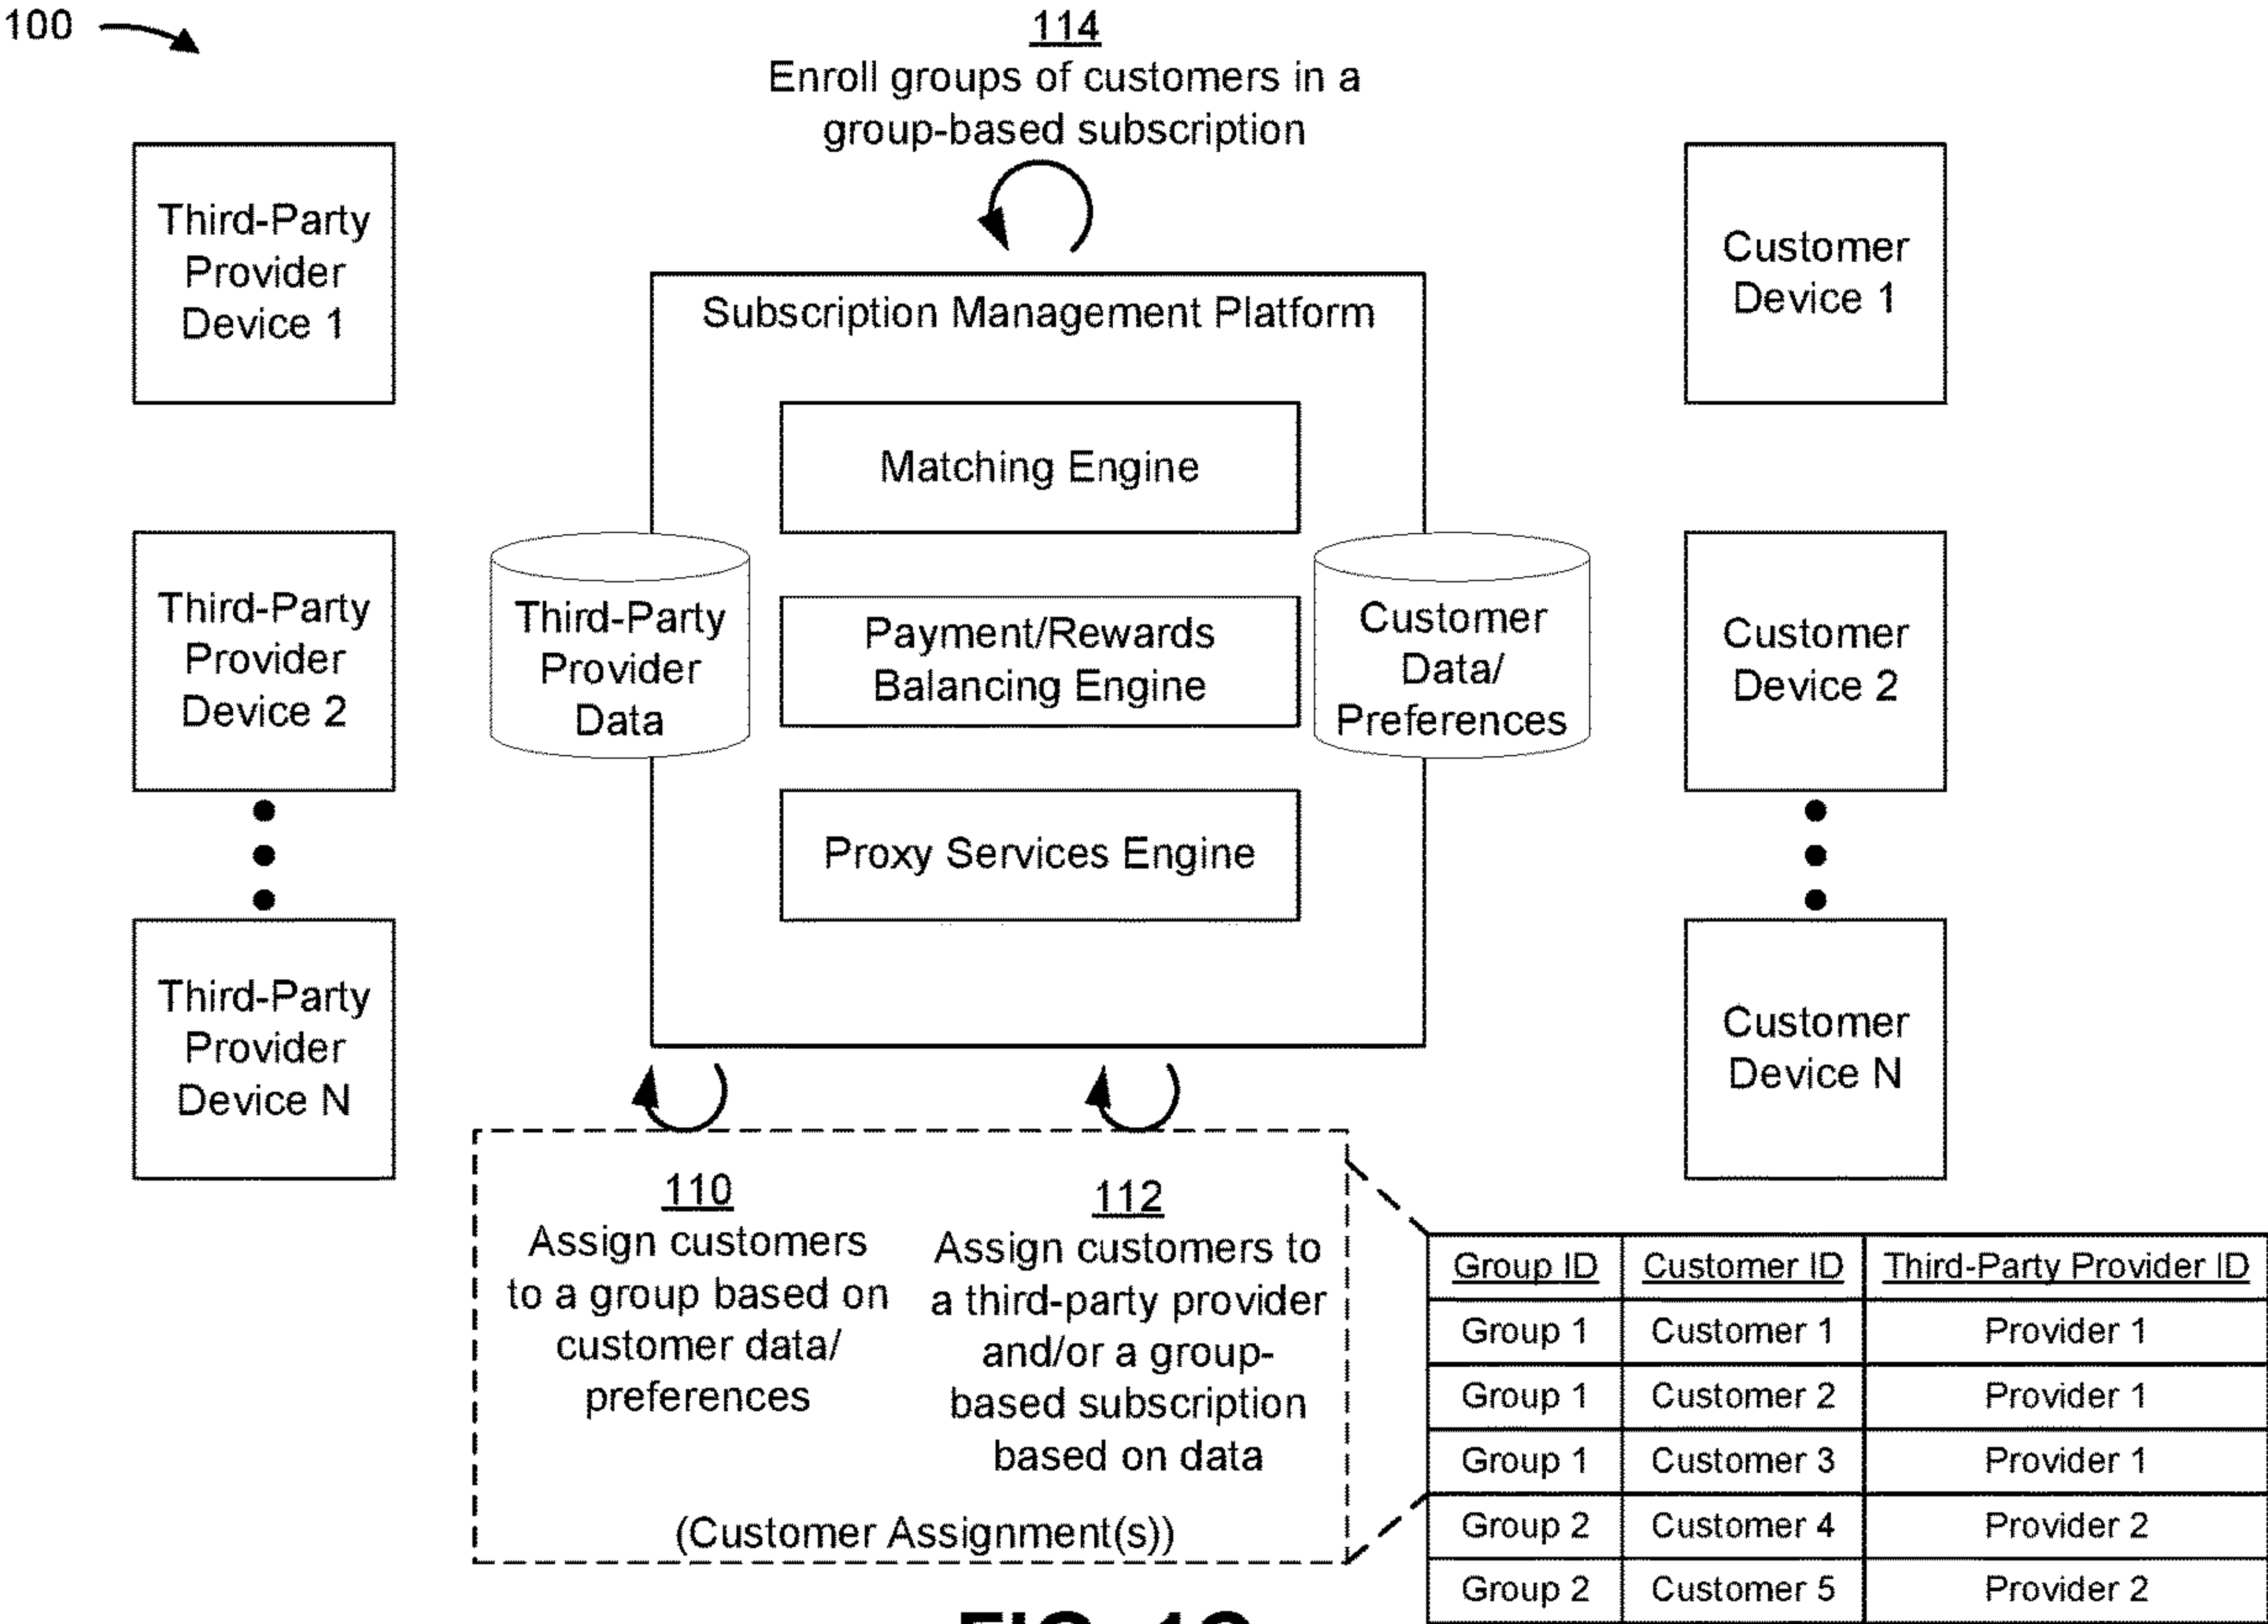 100
114
Enroll groups of customers in a
group-based subscription
Third-Party
Provider
Device 1
Subscription Management Platform
Customer
Device 1
Matching Engine
Third-Party
Provider
Device 2
Third-Party
Provider
Data
Payment/Rewards
Balancing Engine
Customer
Data/
Preferences
Customer
Device 2
Proxy Services Engine
Third-Party
Provider
Device N
Customer
Device N
110
Assign customers
to a group based on
customer data/
preferences
112
Assign customers to
a third-party provider
and/or a group-
based subscription
based on data
(Customer Assignment(s))
Group ID Customer ID Third-Party Provider ID
Group 1 Customer 1 Provider 1
Group 1 Customer 2 Provider 1
Group 1 Customer 3 Provider 1
Group 2 Customer 4 Provider 2
Group 2 Customer 5 Provider 2